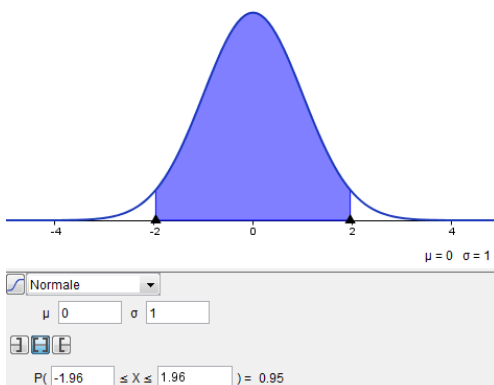 -4 -2 0 2 4
μ = 0 σ = 1
Normale
μ 0 σ 1
P( -1.96 ≤ X ≤ 1.96 ) = 0.95